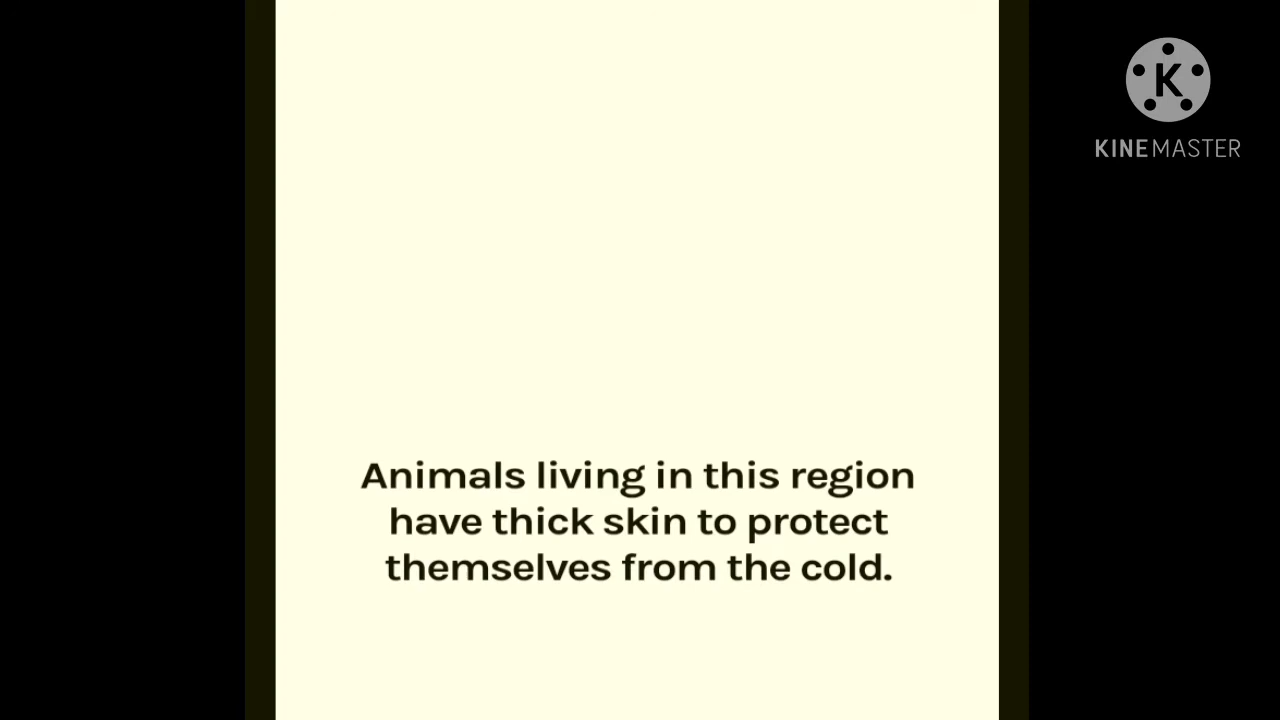 KINEMASTER
Animals living in this region
have thick skin to protect
themselves from the cold.